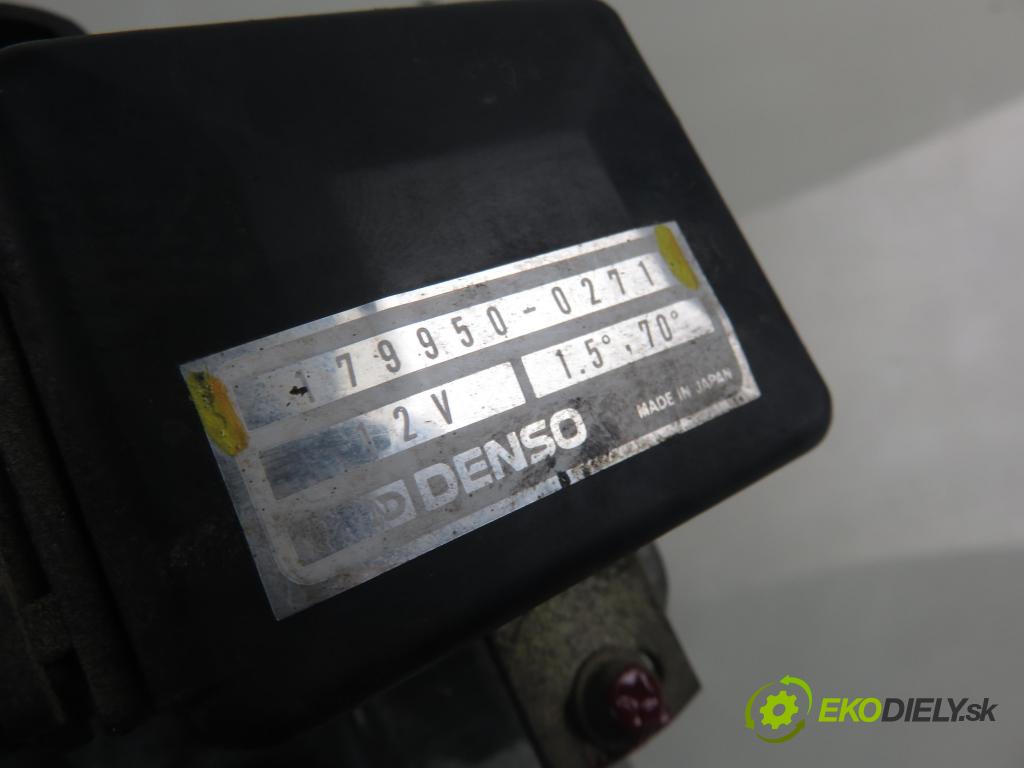 179950-0271
12V 1.5°, 70°
DENSO MADE IN JAPAN
EKODIELY.sk